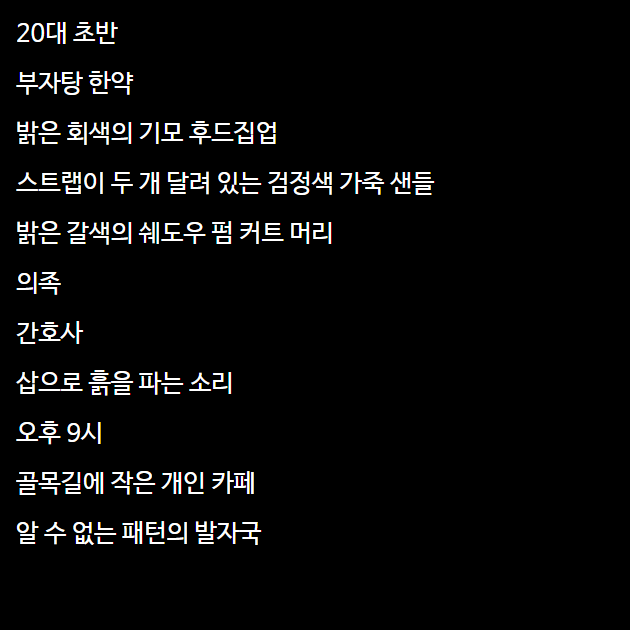 20대 초반
부자탕 한약
밝은 회색의 기모 후드집업
스트랩이 두 개 달려 있는 검정색 가죽 샌들
밝은 갈색의 쉐도우 펌 커트 머리
의족
간호사
삽으로 흙을 파는 소리
오후 9시
골목길에 작은 개인 카페
알 수 없는 패턴의 발자국